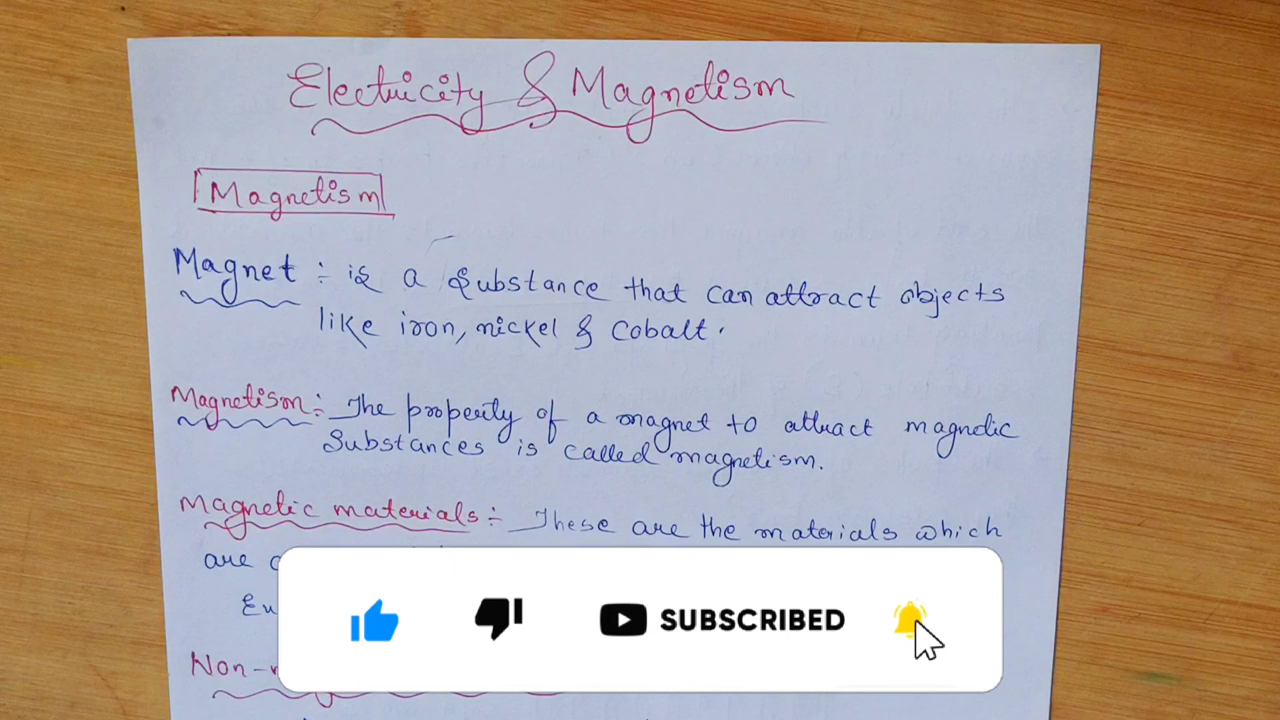 Electricity & Magnetism
Magnetism
Magnet :- is a substance that can attract objects
like iron, nickel & cobalt.
Magnetism :- The property of a magnet to attract magnetic
substances is called magnetism.
Magnetic materials :- These are the materials which
are
SUBSCRIBED
Non-